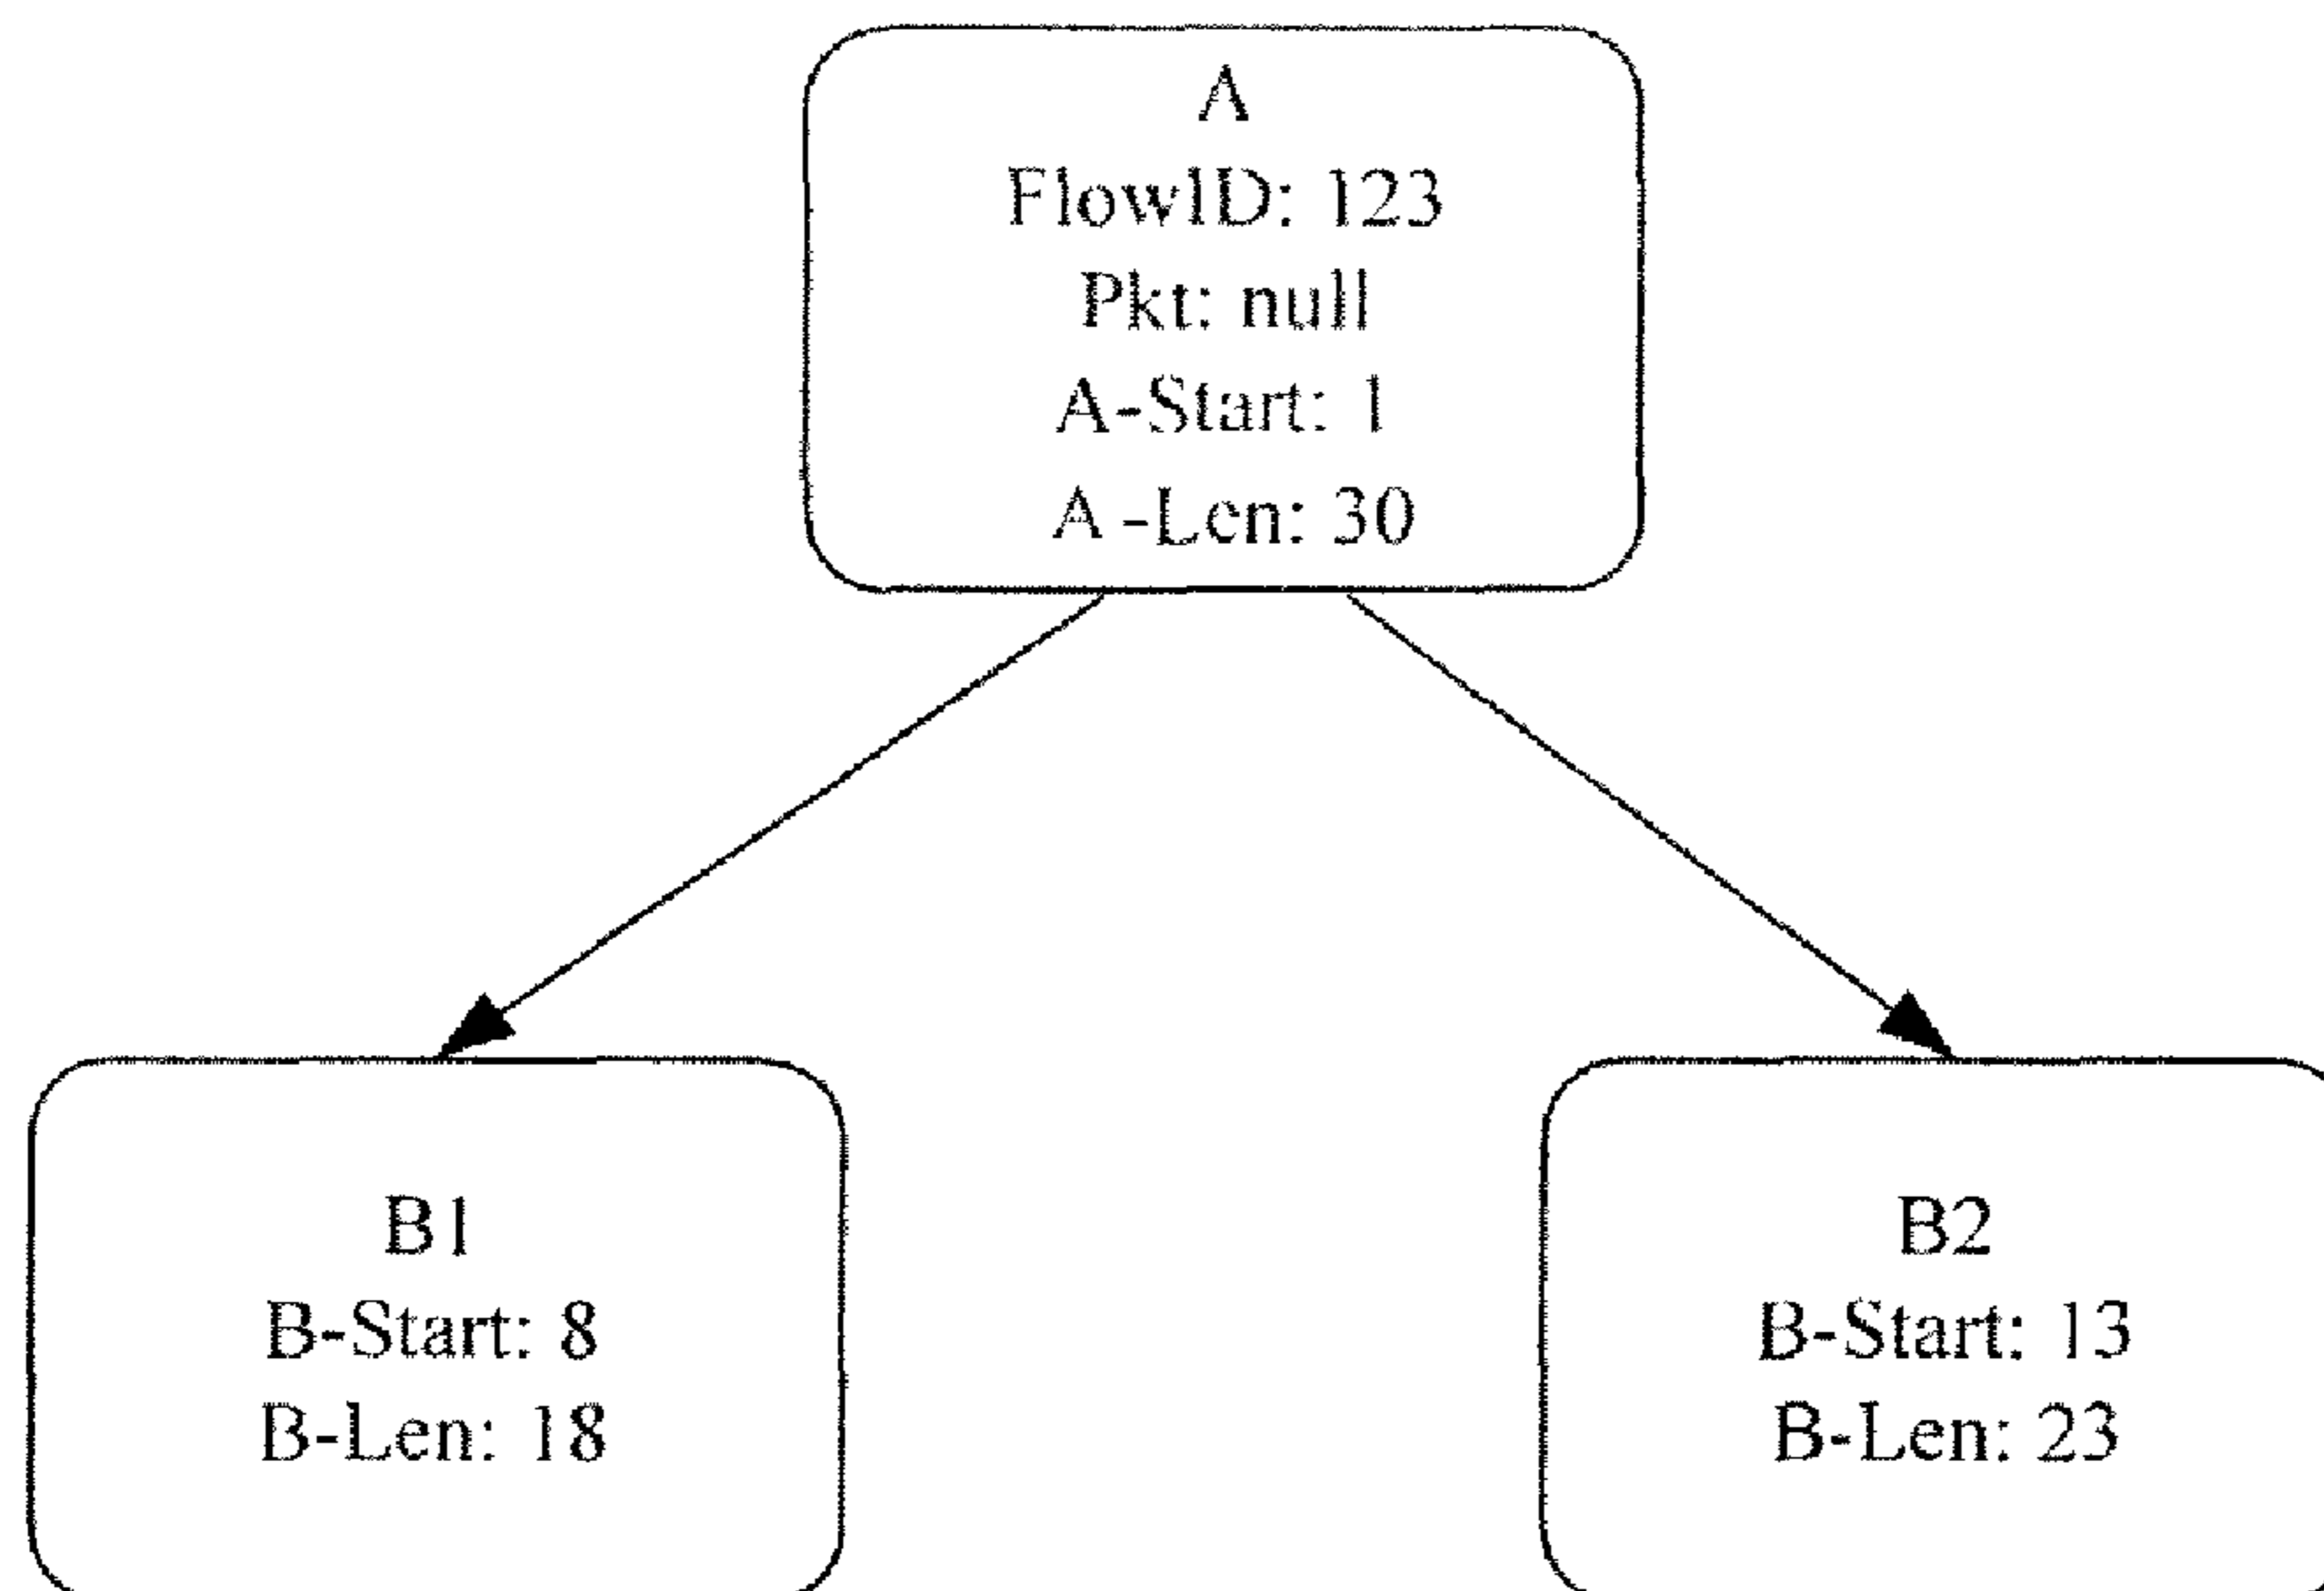 A
FlowID: 123
Pkt: null
A-Start: 1
A -Len: 30
B1
B-Start: 8
B-Len: 18
B2
B-Start: 13
B-Len: 23